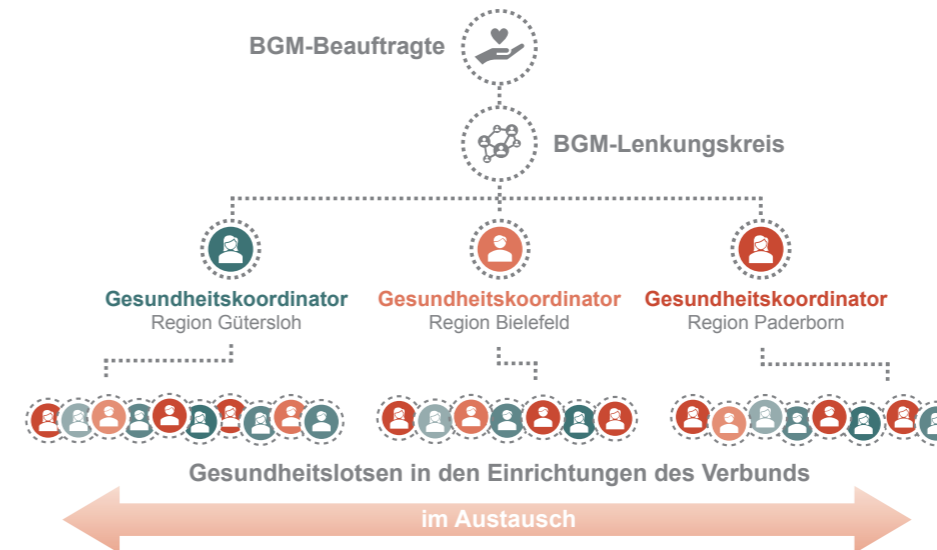 BGM-Beauftragte
BGM-Lenkungskreis
Gesundheitskoordinator
Region Gütersloh
Gesundheitskoordinator
Region Bielefeld
Gesundheitskoordinator
Region Paderborn
Gesundheitslotsen in den Einrichtungen des Verbunds
im Austausch